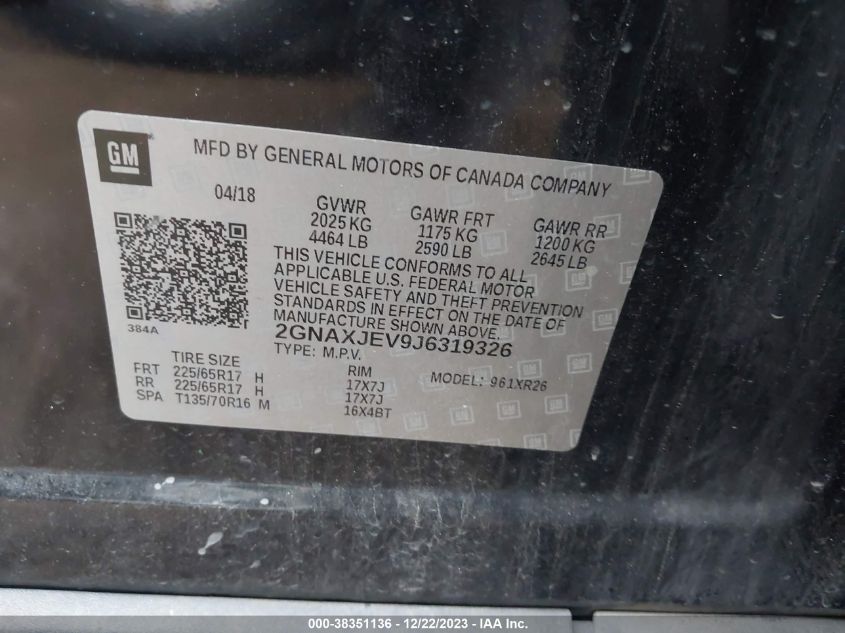 GM
MFD BY GENERAL MOTORS OF CANADA COMPANY
04/18
GVWR
2025 KG
4464 LB
GAWR FRT
1175 KG
2590 LB
GAWR RR
1200 KG
2645 LB
THIS VEHICLE CONFORMS TO ALL
APPLICABLE U.S. FEDERAL MOTOR
VEHICLE SAFETY AND THEFT PREVENTION
STANDARDS IN EFFECT ON THE DATE OF
MANUFACTURE SHOWN ABOVE.
384A
2GNAXJEV9J6319326
TYPE: M.P.V.
TIRE SIZE
RIM
MODEL: 961XR26
FRT 225/65R17 H 17X7J
RR 225/65R17 H 17X7J
SPA T135/70R16 M 16X4BT
000-38351136 - 12/22/2023 - IAA Inc.